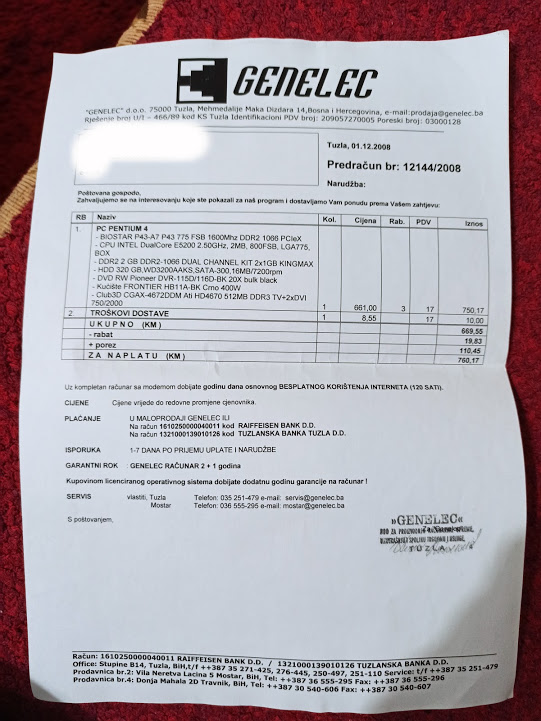 GENELEC
"GENELEC" d.o.o. 75000 Tuzla, Mehmedalije Maka Dizdara 14,Bosna i Hercegovina, e-mail:prodaja@genelec.ba
Rješenje broj U/I - 466/89 kod KS Tuzla Identifikacioni PDV broj: 209057270005 Poreski broj: 03000128
Tuzla, 01.12.2008
Predračun br: 12144/2008
Narudžba:
Poštovana gospodo,
Zahvaljujemo se na interesovanju koje ste pokazali za naš program i dostavljamo Vam ponudu prema Vašem zahtjevu:
RB Naziv Kol. Cijena Rab. PDV Iznos
1. PC PENTIUM 4
- BIOSTAR P43-A7 P43 775 FSB 1600Mhz DDR2 1066 PCIeX
- CPU INTEL DualCore E5200 2.50GHz, 2MB, 800FSB, LGA775,
BOX
- DDR2 2 GB DDR2-1066 DUAL CHANNEL KIT 2x1GB KINGMAX
- HDD 320 GB,WD3200AAKS,SATA-300,16MB/7200rpm
- DVD RW Pioneer DVR-115D/116D-BK 20X bulk black
- Kućište FRONTIER HB11A-BK Crno 400W
- Club3D CGAX-4672DDM Ati HD4670 512MB DDR3 TV+2xDVI
750/2000 1 661,00 3 17 750,17
2 TROŠKOVI DOSTAVE 1 8,55 17 10,00
U K U P N O (KM) 669,55
- rabat 19,83
+ porez 110,45
Z A N A P L A T U (KM) 760,17
Uz kompletan računar sa modemom dobijate godinu dana osnovnog BESPLATNOG KORIŠTENJA INTERNETA (120 SATI).
CIJENE Cijene vrijede do redovne promjene cjenovnika.
PLAĆANJE U MALOPRODAJI GENELEC ILI
Na račun 1610250000040011 kod RAIFFEISEN BANK D.D.
Na račun 1321000139010126 kod TUZLANSKA BANKA TUZLA D.D.
ISPORUKA 1-7 DANA PO PRIJEMU UPLATE I NARUDŽBE
GARANTNI ROK GENELEC RAČUNAR 2 + 1 godina
Kupovinom licenciranog operativnog sistema dobijate dodatnu godinu garancije na računar !
SERVIS vlastiti, Tuzla Telefon: 035 251-479 e-mail: servis@genelec.ba
Mostar Telefon: 036 555-295 e-mail: mostar@genelec.ba
S poštovanjem,
»GENELEC«
TUZLA
Račun: 1610250000040011 RAIFFEISEN BANK D.D. / 1321000139010126 TUZLANSKA BANKA D.D.
Office: Stupine B14, Tuzla, BiH,t/f ++387 35 271-425, 276-445, 250-497, 251-110 Service: t/f ++387 35 251-479
Prodavnica br.2: Vila Neretva Lacina 5 Mostar, BiH, Tel: ++387 36 555-295 Fax: ++387 36 555-296
Prodavnica br.4: Donja Mahala 2D Travnik, BiH, Tel: ++387 30 540-606 Fax: ++387 30 540-607